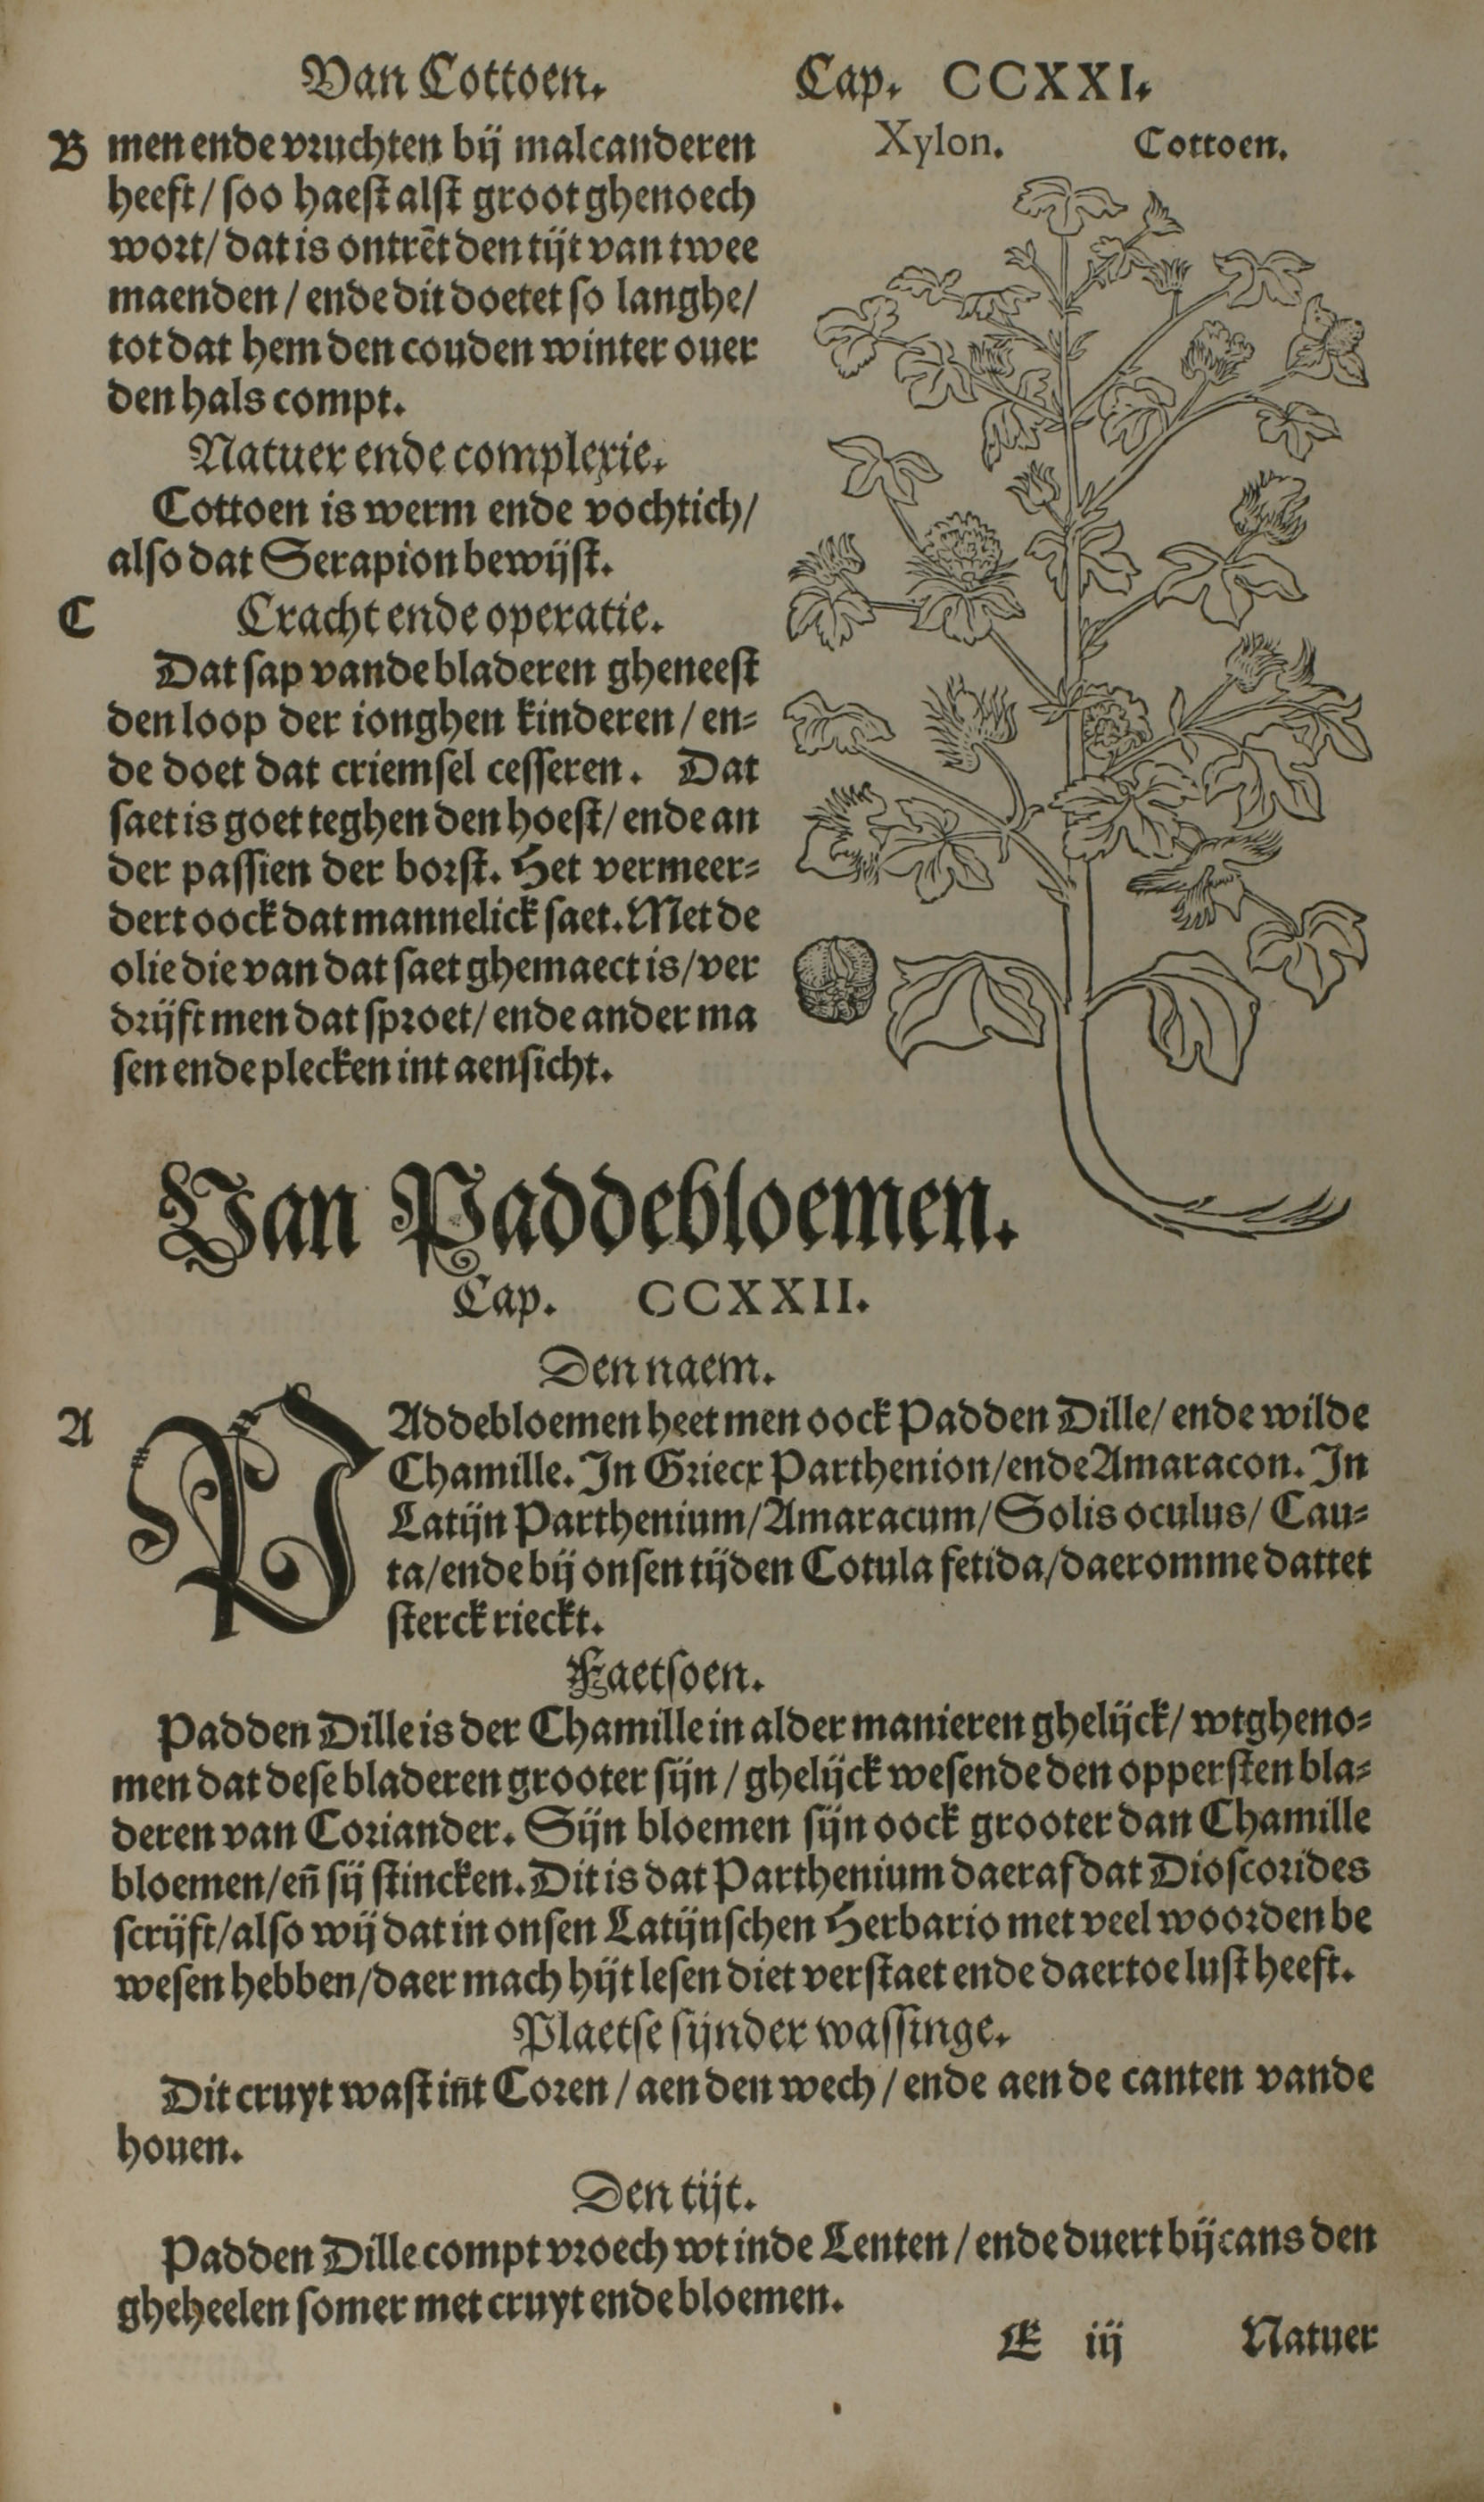 Van Cottoen. Cap. CCXXI.
B men ende vruchten bij malcanderen
heeft / soo haest alst groot ghenoech
wort / dat is ontrēt den tijt van twee
maenden / ende dit doetet so langhe /
tot dat hem den couden winter ouer
den hals compt.
Natuer ende complexie.
Cottoen is werm ende vochtich /
also dat Serapion bewijst.
C Cracht ende operatie.
Dat sap vande bladeren gheneest
den loop der ionghen kinderen / en-
de doet dat criemsel cesseren. Dat
saet is goet teghen den hoest / ende an
der passien der borst. Het vermeer-
dert oock dat mannelick saet. Met de
olie die van dat saet ghemaect is / ver
drijft men dat sproet / ende ander ma
sen ende plecken int aensicht.
Xylon. Cottoen.
Van Paddebloemen.
Cap. CCXXII.
Den naem.
A PAddebloemen heet men oock Padden Dille / ende wilde
Chamille. In Griecx Parthenion / ende Amaracon. In
Latijn Parthenium / Amaracum / Solis oculus / Cau-
ta / ende bij onsen tijden Cotula fetida / daeromme dattet
sterck rieckt.
Faetsoen.
Padden Dille is der Chamille in alder manieren ghelijck / wtgheno-
men dat dese bladeren grooter sijn / ghelijck wesende den oppersten bla-
deren van Coriander. Sijn bloemen sijn oock grooter dan Chamille
bloemen / eñ sij stincken. Dit is dat Parthenium daer af dat Dioscorides
scrijft / also wij dat in onsen Latijnschen Herbario met veel woorden be
wesen hebben / daer mach hijt lesen diet verstaet ende daer toe lust heeft.
Plaetse sijnder wassinge.
Dit cruyt wast iñt Coren / aen den wech / ende aen de canten vande
houen.
Den tijt.
Padden Dille compt vroech wt inde Lenten / ende duert bijcans den
gheheelen somer met cruyt ende bloemen.
Æ iij Natuer